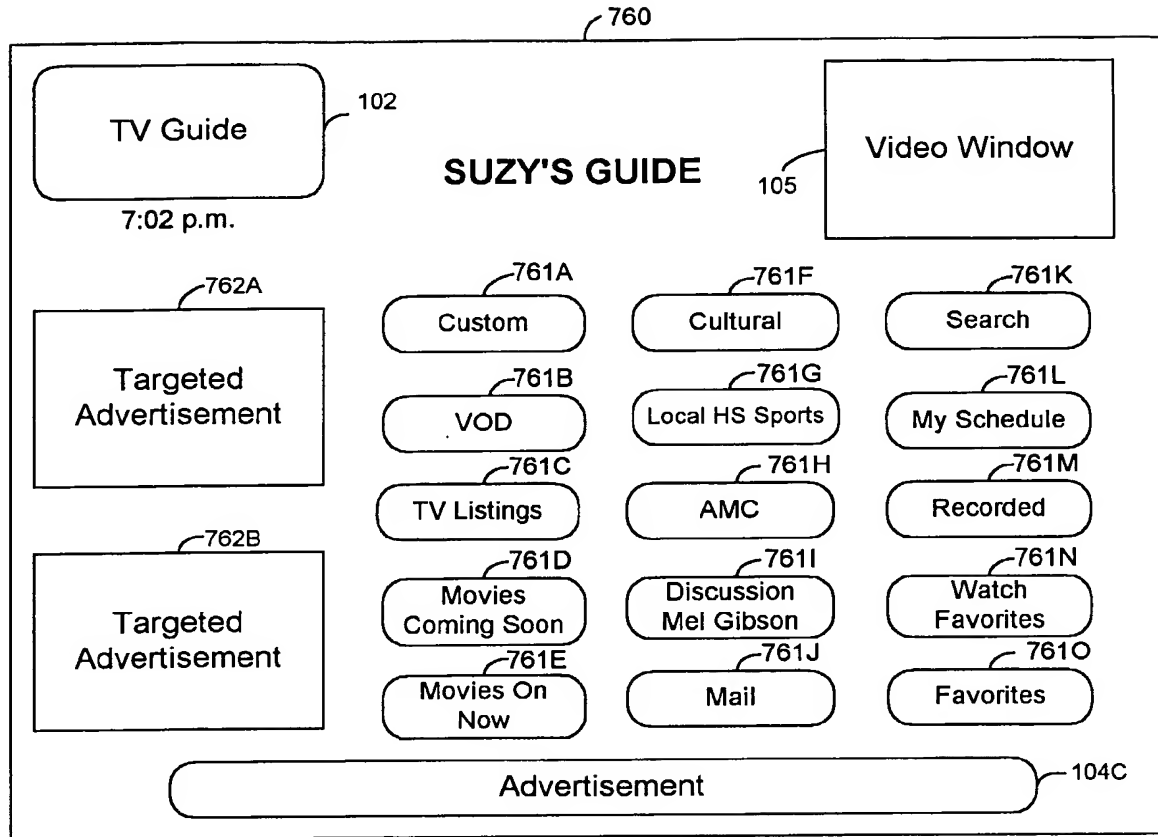 760
TV Guide
102
7:02 p.m.
SUZY'S GUIDE
Video Window
105
762A
Targeted
Advertisement
762B
Targeted
Advertisement
761A
Custom
761F
Cultural
761K
Search
761B
VOD
761G
Local HS Sports
761L
My Schedule
761C
TV Listings
761H
AMC
761M
Recorded
761D
Movies
Coming Soon
761I
Discussion
Mel Gibson
761N
Watch
Favorites
761E
Movies On
Now
761J
Mail
761O
Favorites
Advertisement
104C